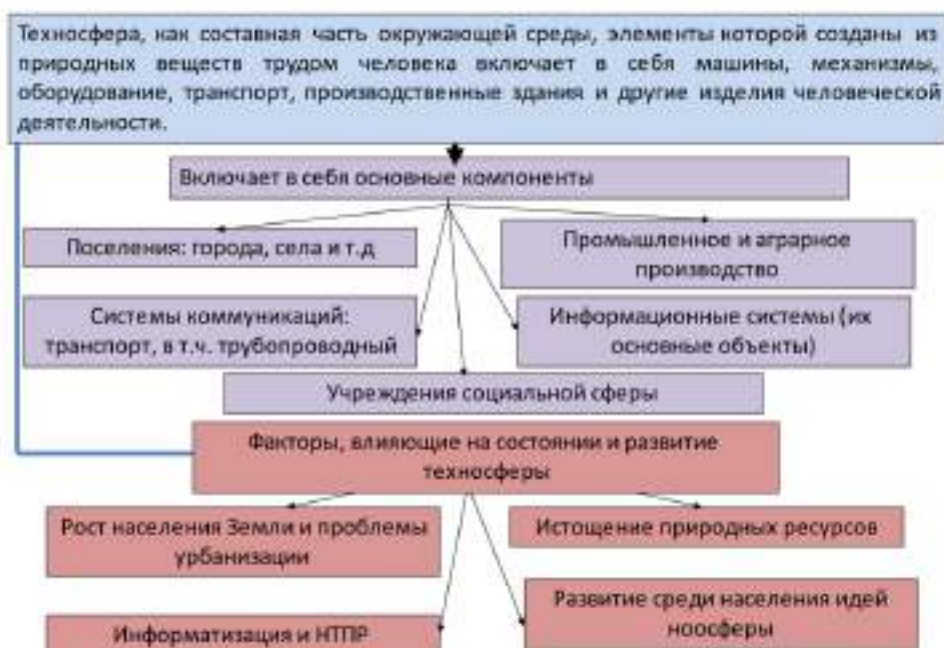 Техносфера, как составная часть окружающей среды, элементы которой созданы из
природных веществ трудом человека включает в себя машины, механизмы,
оборудование, транспорт, производственные здания и другие изделия человеческой
деятельности.
Включает в себя основные компоненты
Поселения: города, села и т.д
Промышленное и аграрное
производство
Системы коммуникаций:
транспорт, в т.ч. трубопроводный
Информационные системы (их
основные объекты)
Учреждения социальной сферы
Факторы, влияющие на состоянии и развитие
техносферы
Рост населения Земли и проблемы
урбанизации
Истощение природных ресурсов
Информатизация и НТПР
Развитие среди населения идей
ноосферы